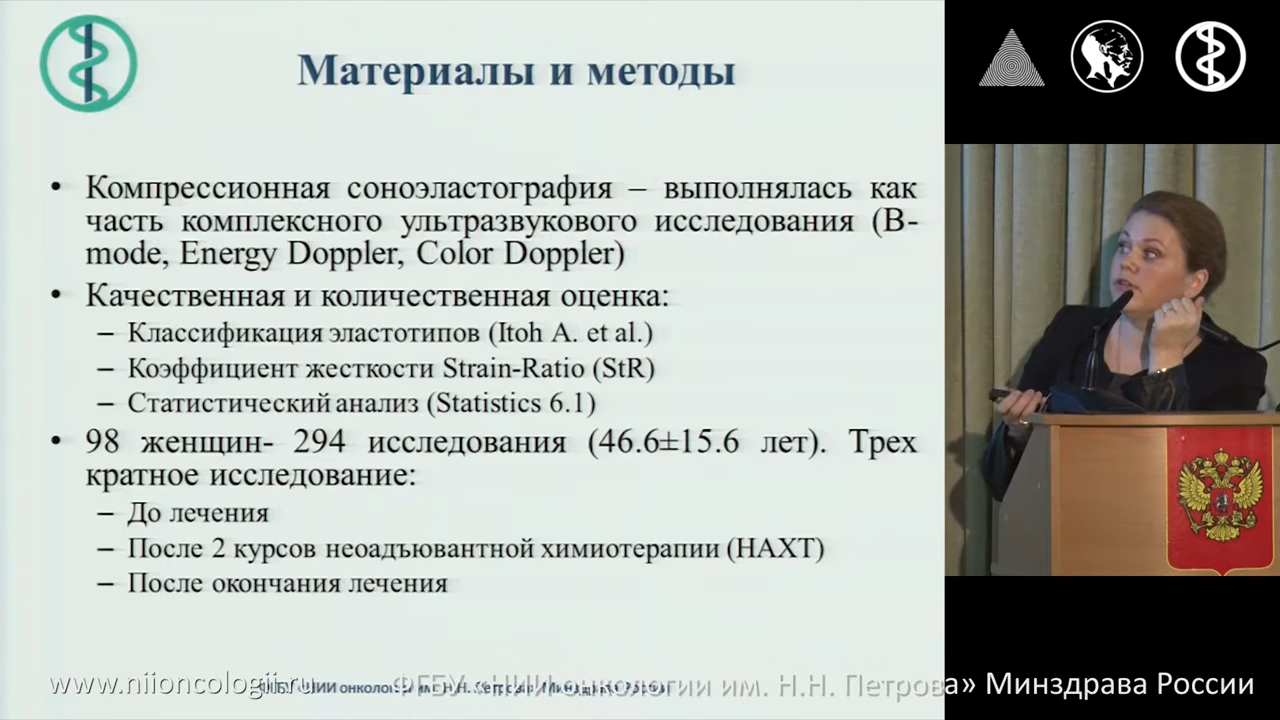 Материалы и методы
• Компрессионная соноэластография – выполнялась как
часть комплексного ультразвукового исследования (B-
mode, Energy Doppler, Color Doppler)
• Качественная и количественная оценка:
– Классификация эластотипов (Itoh A. et al.)
– Коэффициент жесткости Strain-Ratio (StR)
– Статистический анализ (Statistics 6.1)
• 98 женщин- 294 исследования (46.6±15.6 лет). Трех
кратное исследование:
– До лечения
– После 2 курсов неоадъювантной химиотерапии (НАХТ)
– После окончания лечения
www.niioncologii.ru ФГБУ «НИИ онкологии им. Н.Н. Петрова» Минздрава России